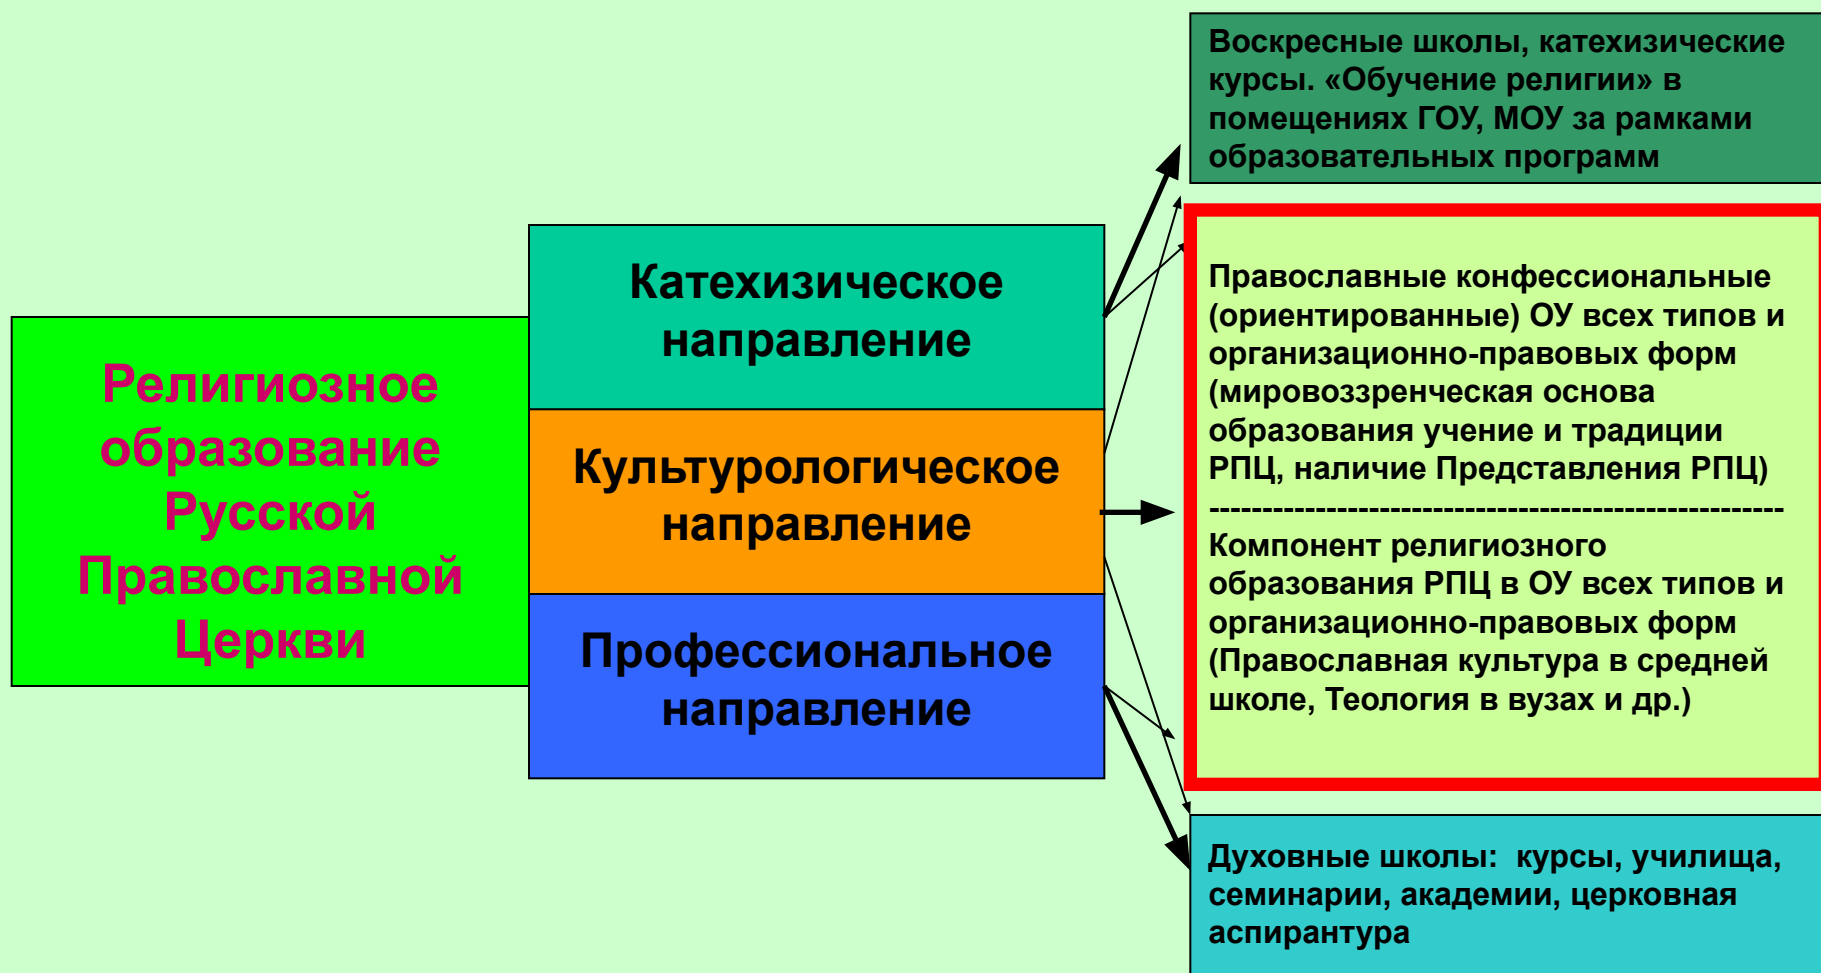 Религиозное
образование
Русской
Православной
Церкви
Катехизическое
направление
Культурологическое
направление
Профессиональное
направление
Воскресные школы, катехизические
курсы. «Обучение религии» в
помещениях ГОУ, МОУ за рамками
образовательных программ
Православные конфессиональные
(ориентированные) ОУ всех типов и
организационно-правовых форм
(мировоззренческая основа
образования учение и традиции
РПЦ, наличие Представления РПЦ)
------------------------------------------------------
Компонент религиозного
образования РПЦ в ОУ всех типов и
организационно-правовых форм
(Православная культура в средней
школе, Теология в вузах и др.)
Духовные школы:  курсы, училища,
семинарии, академии, церковная
аспирантура